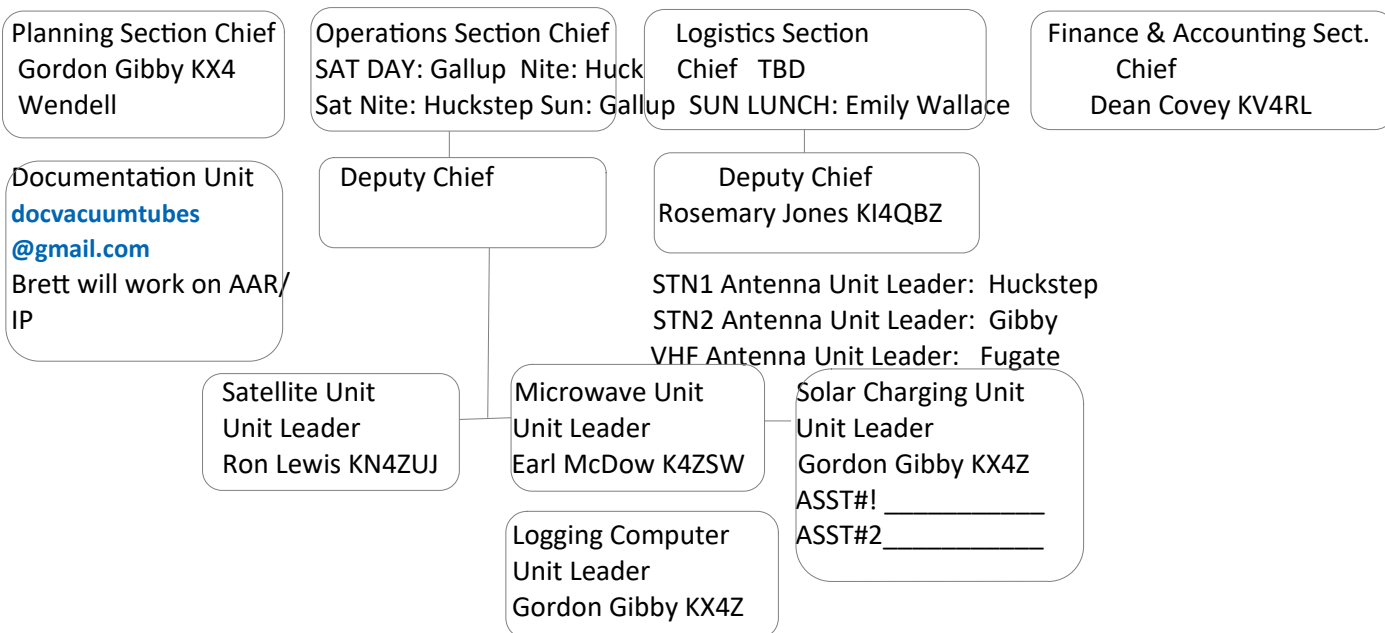 Planning Section Chief
Gordon Gibby KX4
Wendell
Operations Section Chief
SAT DAY: Gallup Nite: Huck
Sat Nite: Huckstep Sun: Gallup
Logistics Section
Chief TBD
SUN LUNCH: Emily Wallace
Finance & Accounting Sect.
Chief
Dean Covey KV4RL
Documentation Unit
docvacuumtubes
@gmail.com
Brett will work on AAR/
IP
Deputy Chief
Deputy Chief
Rosemary Jones KI4QBZ
STN1 Antenna Unit Leader: Huckstep
STN2 Antenna Unit Leader: Gibby
VHF Antenna Unit Leader: Fugate
Satellite Unit
Unit Leader
Ron Lewis KN4ZUJ
Microwave Unit
Unit Leader
Earl McDow K4ZSW
Solar Charging Unit
Unit Leader
Gordon Gibby KX4Z
ASST#! ___________
ASST#2___________
Logging Computer
Unit Leader
Gordon Gibby KX4Z